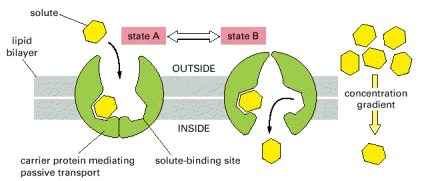 solute
state A
state B
lipid
bilayer
OUTSIDE
concentration
gradient
INSIDE
carrier protein mediating
passive transport
solute-binding site